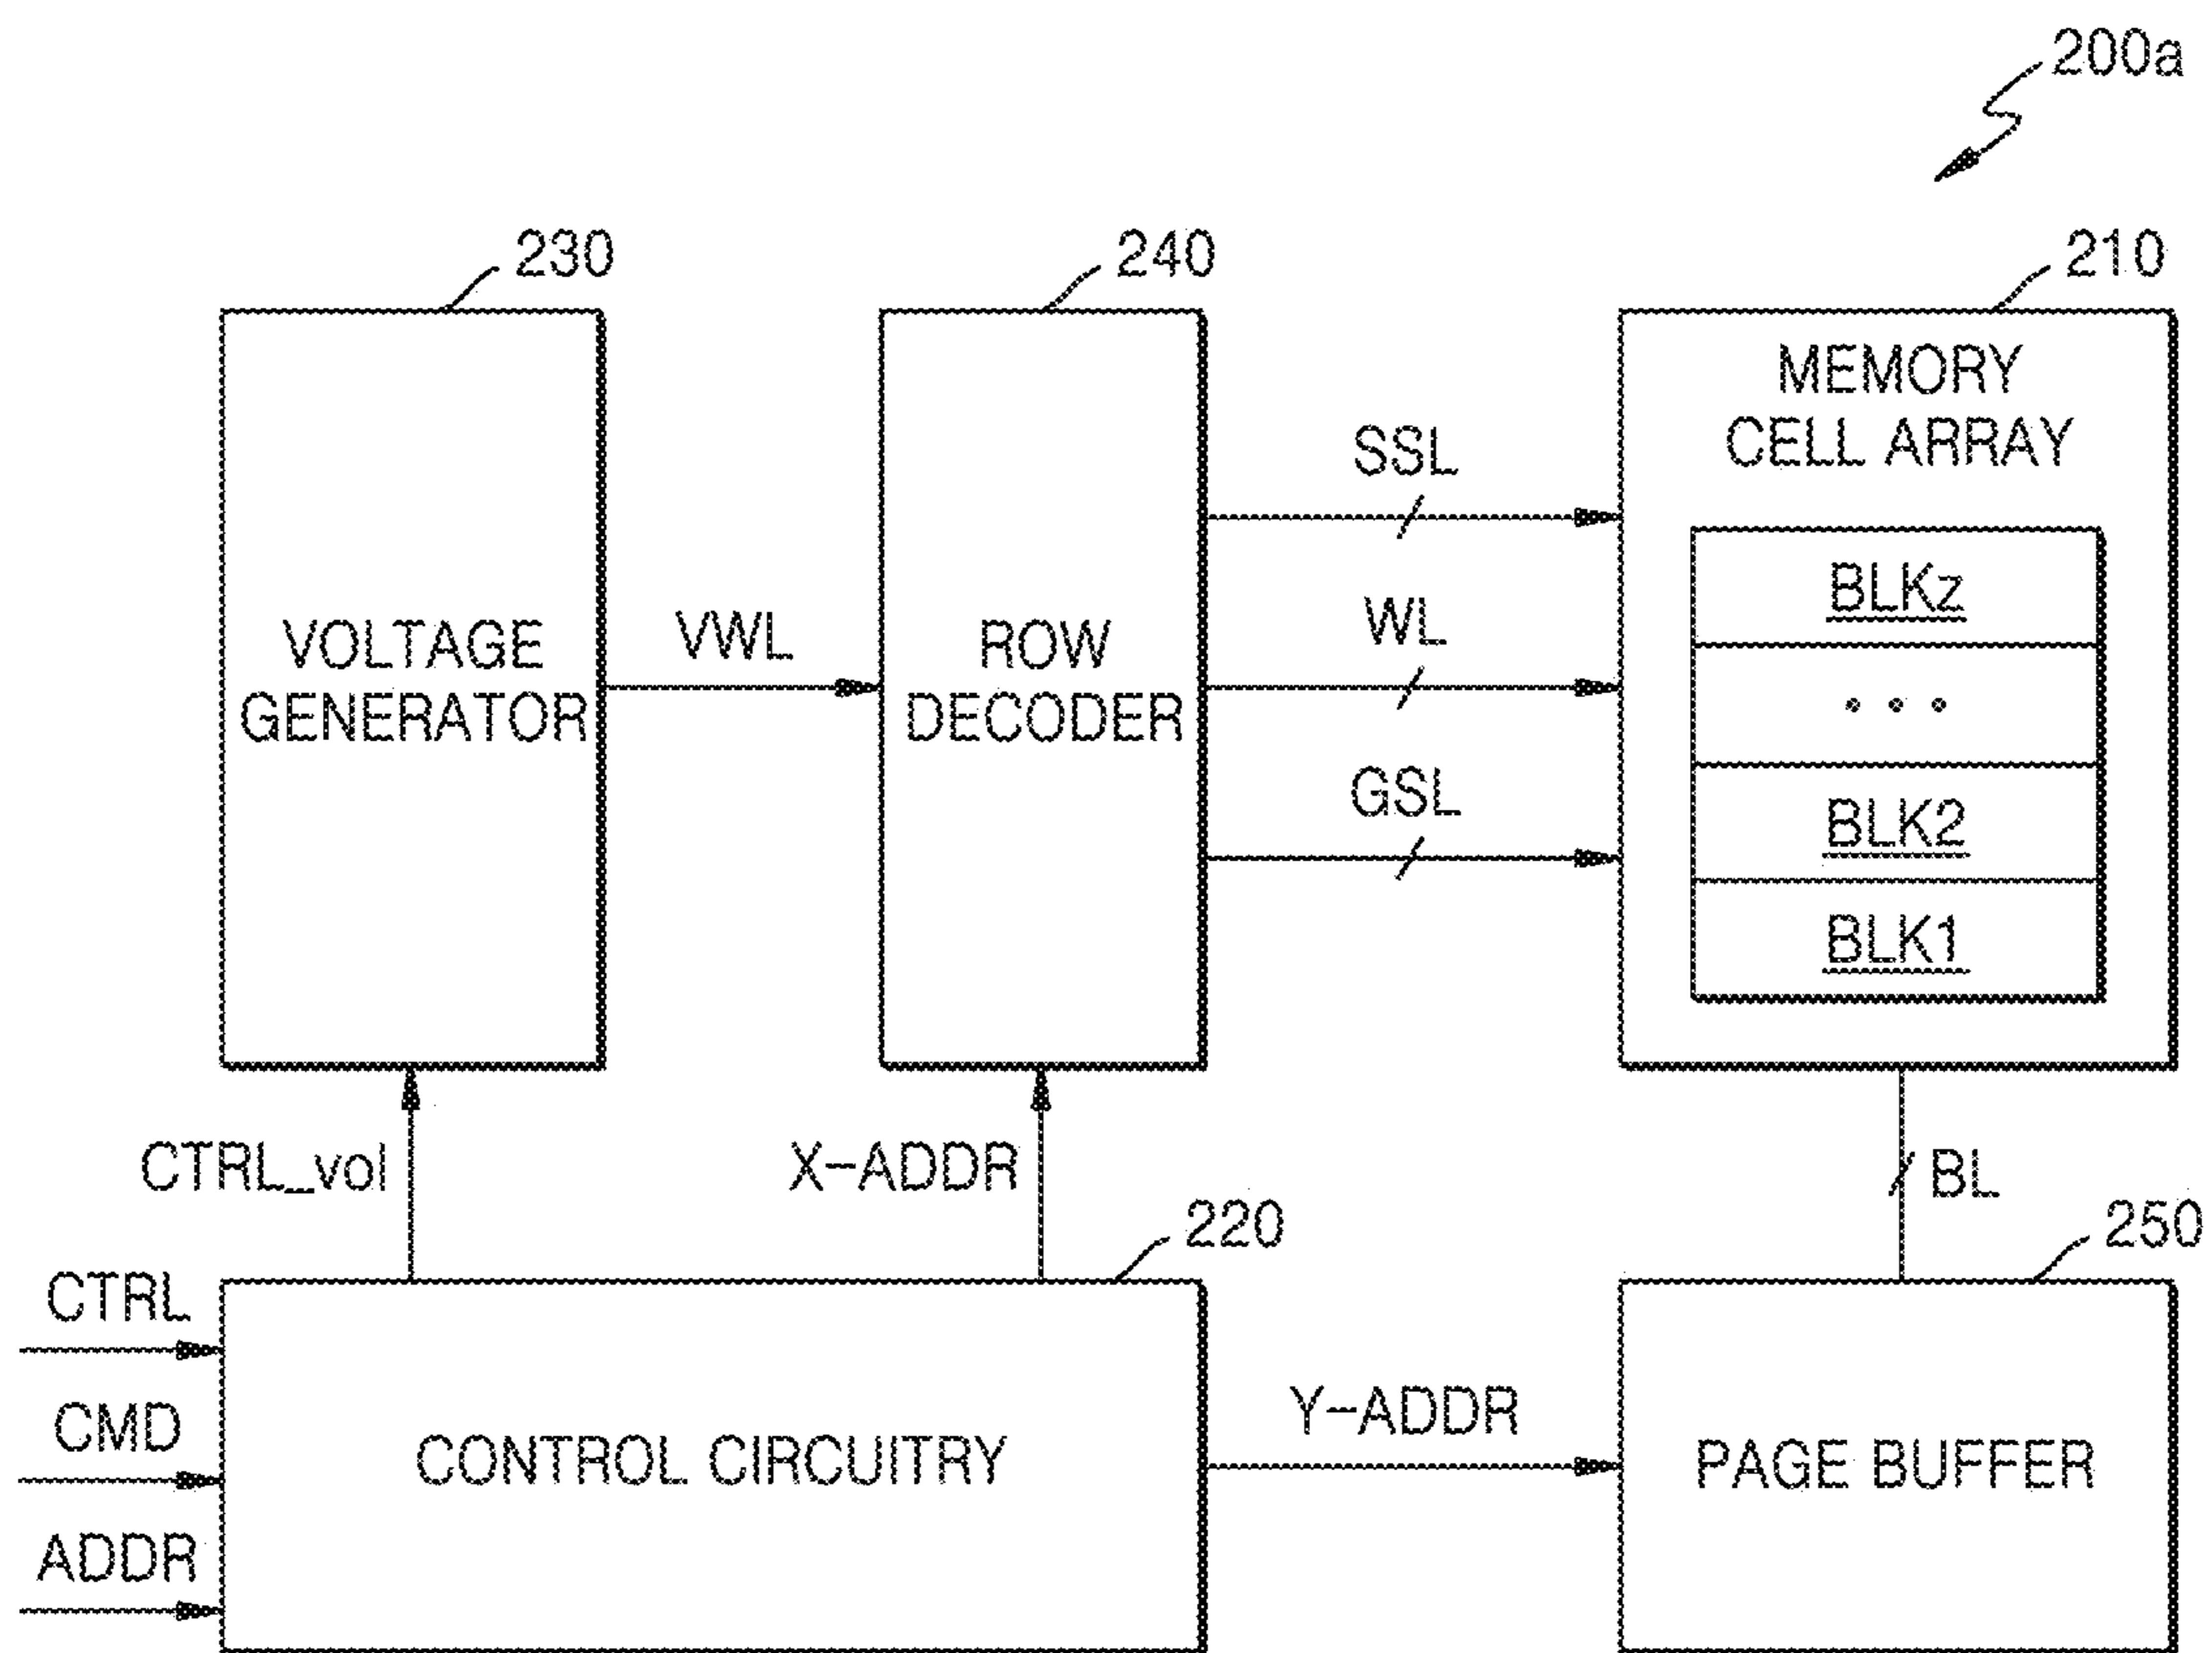 200a
230
240
210
VOLTAGE
GENERATOR
VWL
ROW
DECODER
SSL
WL
GSL
MEMORY
CELL ARRAY
BLKz
• • •
BLK2
BLK1
CTRL_vol
X-ADDR
BL
220
250
CTRL
CMD
ADDR
CONTROL CIRCUITRY
Y-ADDR
PAGE BUFFER